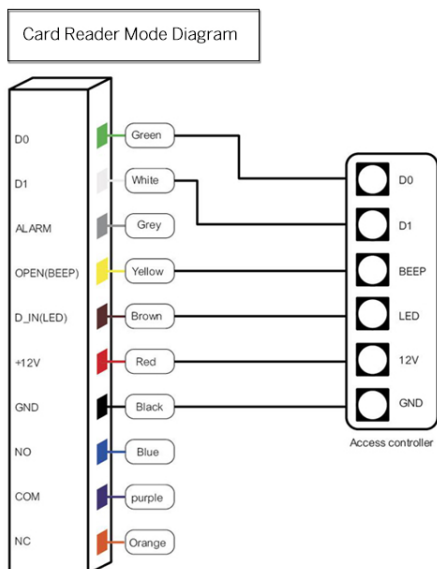 Card Reader Mode Diagram
D0 Green
D1 White
ALARM Grey
OPEN(BEEP) Yellow
D_IN(LED) Brown
+12V Red
GND Black
NO Blue
COM purple
NC Orange
D0
D1
BEEP
LED
12V
GND
Access controller